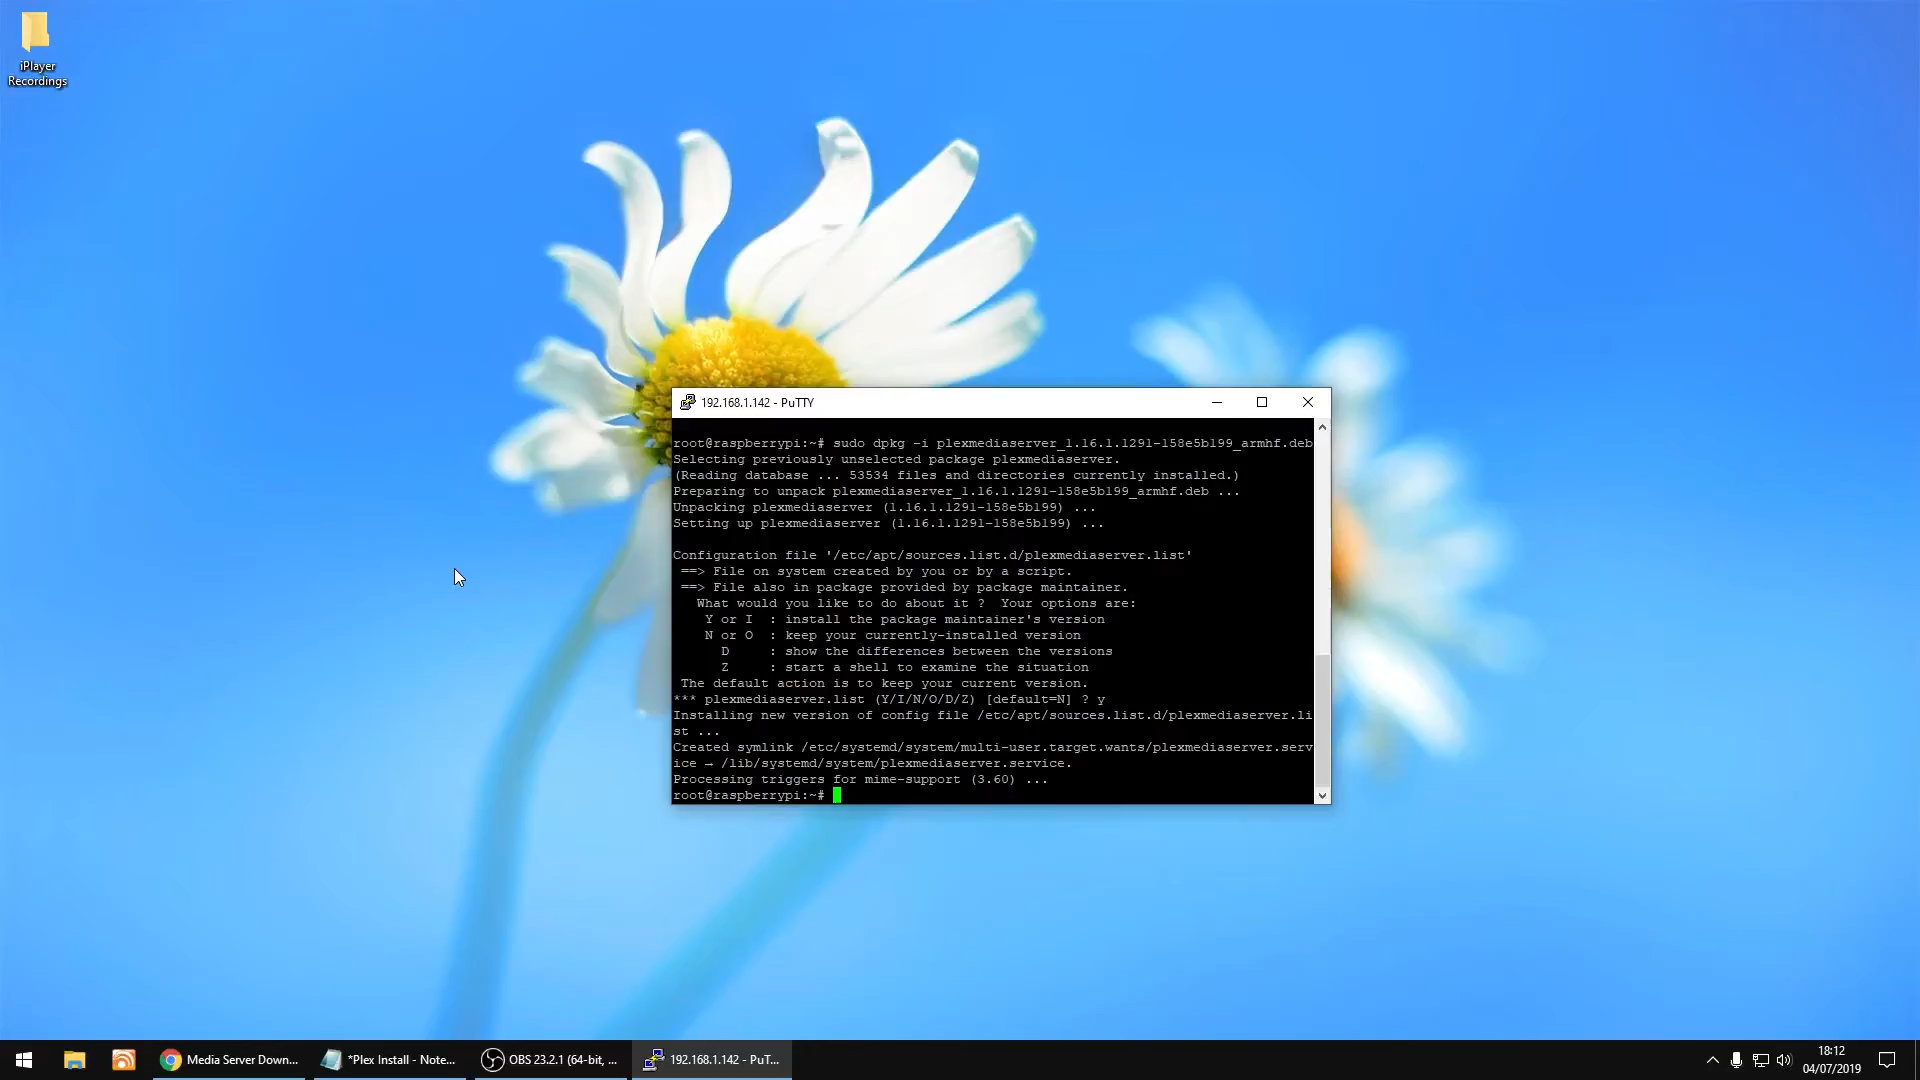 iPlayer
Recordings
192.168.1.142 - PuTTY
root@raspberrypi:~# sudo dpkg -i plexmediaserver_1.16.1.1291-158e5b199_armhf.deb
Selecting previously unselected package plexmediaserver.
(Reading database ... 53534 files and directories currently installed.)
Preparing to unpack plexmediaserver_1.16.1.1291-158e5b199_armhf.deb ...
Unpacking plexmediaserver (1.16.1.1291-158e5b199) ...
Setting up plexmediaserver (1.16.1.1291-158e5b199) ...
Configuration file '/etc/apt/sources.list.d/plexmediaserver.list'
==> File on system created by you or by a script.
==> File also in package provided by package maintainer.
What would you like to do about it ?  Your options are:
Y or I  : install the package maintainer's version
N or O  : keep your currently-installed version
D     : show the differences between the versions
Z     : start a shell to examine the situation
The default action is to keep your current version.
*** plexmediaserver.list (Y/I/N/O/D/Z) [default=N] ? y
Installing new version of config file /etc/apt/sources.list.d/plexmediaserver.li
st ...
Created symlink /etc/systemd/system/multi-user.target.wants/plexmediaserver.serv
ice → /lib/systemd/system/plexmediaserver.service.
Processing triggers for mime-support (3.60) ...
root@raspberrypi:~#
Media Server Down...
*Plex Install - Note...
OBS 23.2.1 (64-bit, ...
192.168.1.142 - PuT...
18:12
04/07/2019